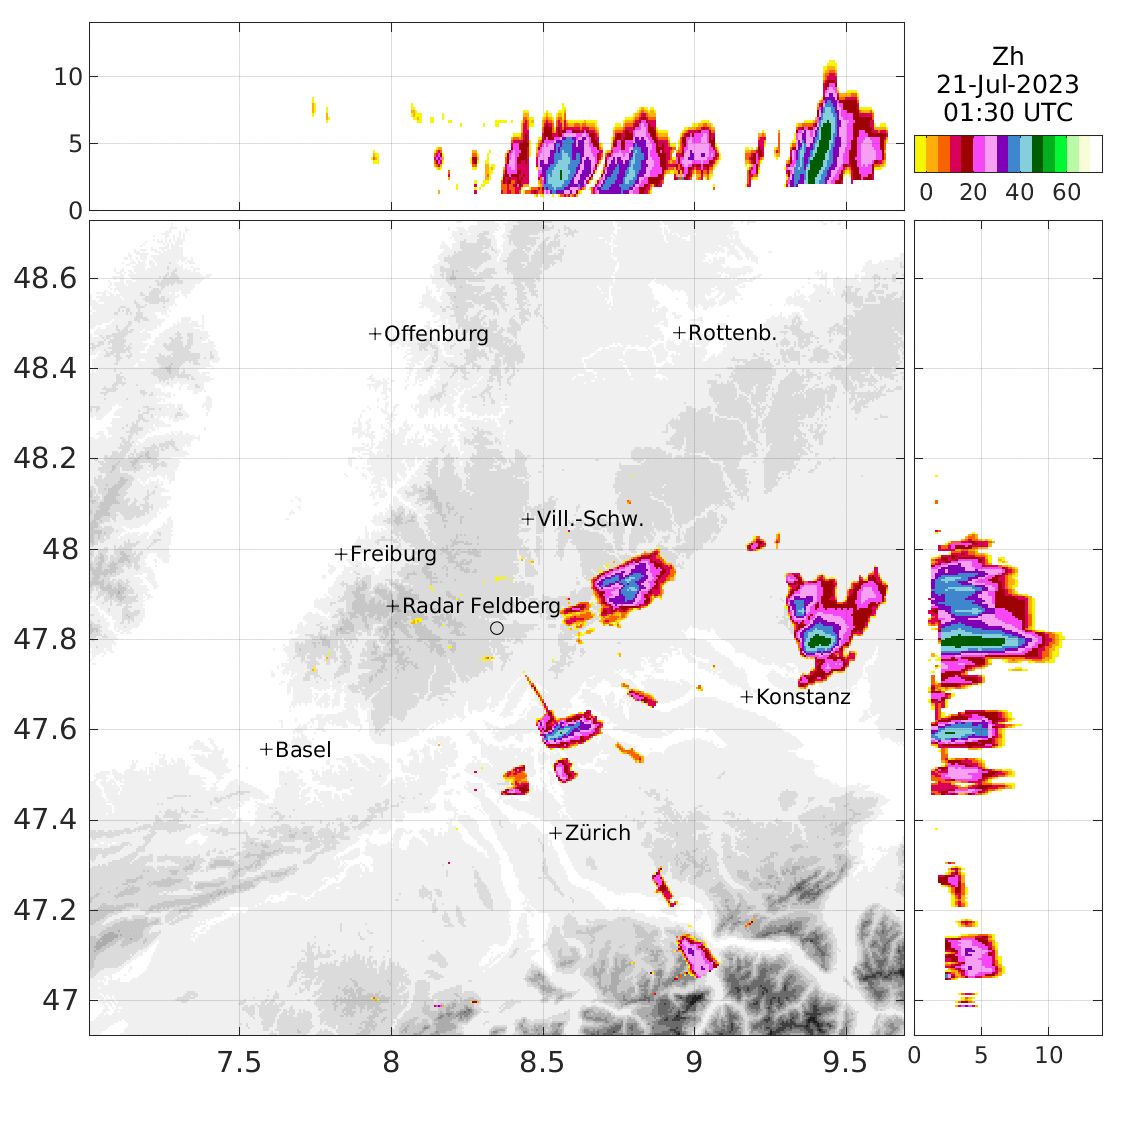 10
5
0
Zh
21-Jul-2023
01:30 UTC
0 20 40 60
48.6
48.4
48.2
48
47.8
47.6
47.4
47.2
47
+Offenburg
+Rottenb.
+Vill.-Schw.
+Freiburg
+Radar Feldberg
+Konstanz
+Basel
+Zürich
7.5 8 8.5 9 9.5
0 5 10